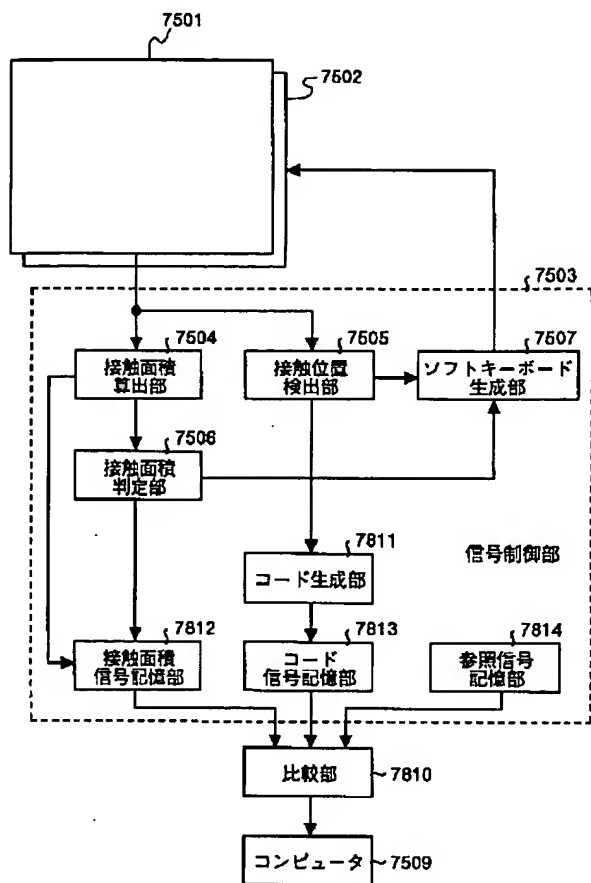 7501
7502
7503
7504
接触面積
算出部
7505
接触位置
検出部
7507
ソフトキーボード
生成部
7506
接触面積
判定部
7811
コード生成部
信号制御部
7812
接触面積
信号記憶部
7813
コード
信号記憶部
7814
参照信号
記憶部
比較部
7810
コンピュータ
7509